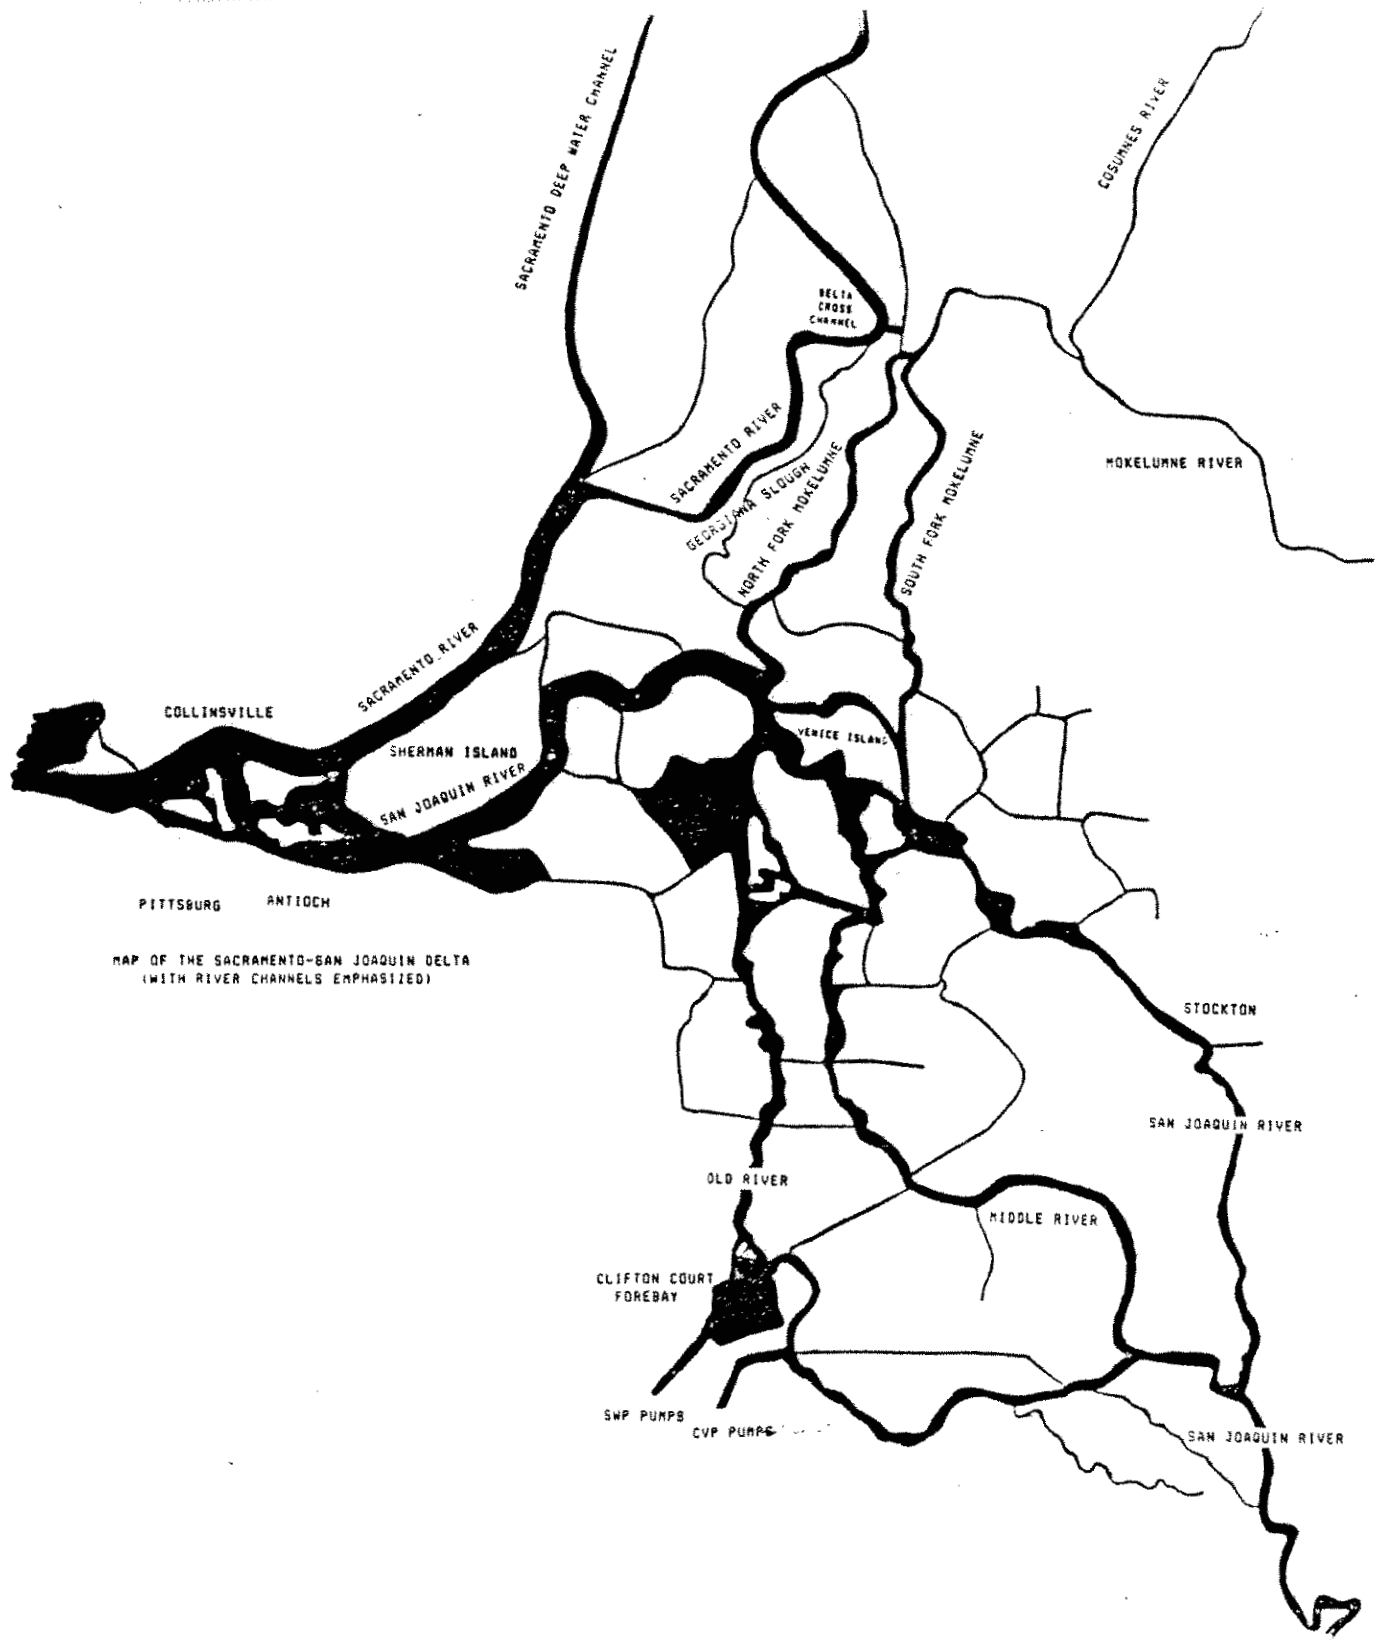 SACRAMENTO DEEP WATER CHANNEL
COSUMNES RIVER
DELTA
CROSS
CHANNEL
SACRAMENTO RIVER
GEORGIANA SLOUGH
NORTH FORK MOKELUMNE
SOUTH FORK MOKELUMNE
MOKELUMNE RIVER
SACRAMENTO RIVER
COLLINSVILLE
SHERMAN ISLAND
VENICE ISLAND
SAN JOAQUIN RIVER
PITTSBURG
ANTIOCH
MAP OF THE SACRAMENTO-SAN JOAQUIN DELTA
(WITH RIVER CHANNELS EMPHASIZED)
STOCKTON
SAN JOAQUIN RIVER
OLD RIVER
MIDDLE RIVER
CLIFTON COURT
FOREBAY
SWP PUMPS
CVP PUMPS
SAN JOAQUIN RIVER